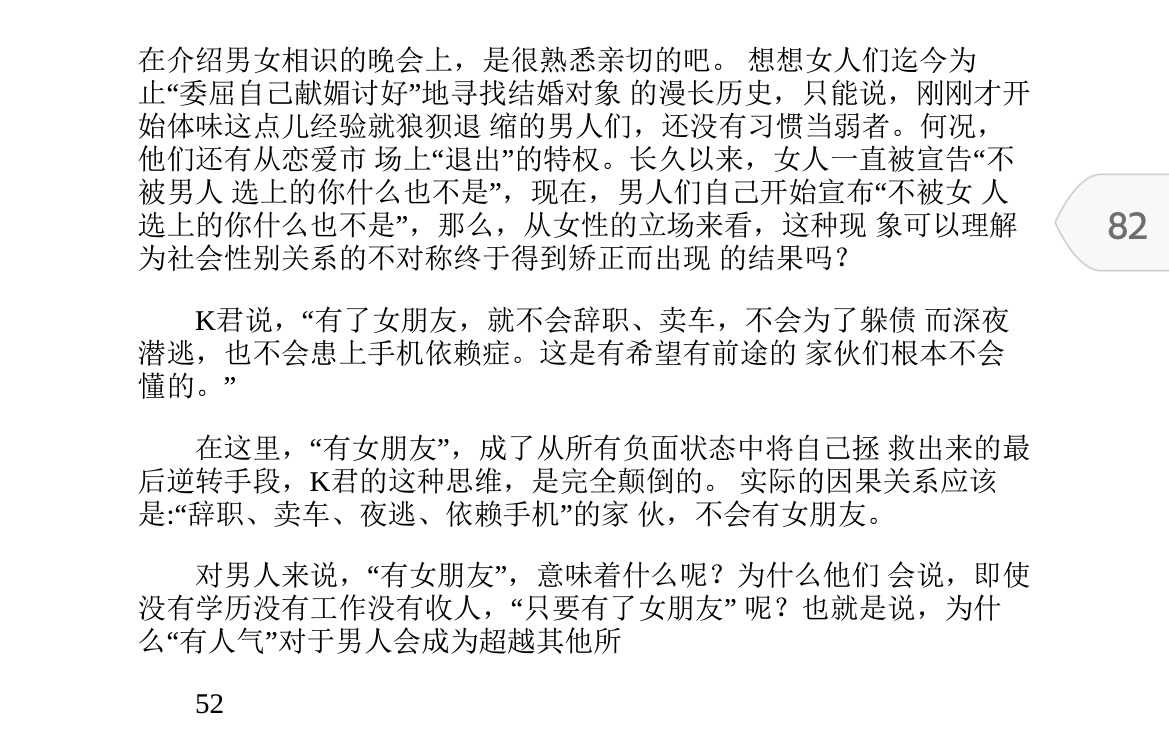 在介绍男女相识的晚会上，是很熟悉亲切的吧。 想想女人们迄今为
止“委屈自己献媚讨好”地寻找结婚对象 的漫长历史，只能说，刚刚才开
始体味这点儿经验就狼狈退 缩的男人们，还没有习惯当弱者。何况，
他们还有从恋爱市 场上“退出”的特权。长久以来，女人一直被宣告“不
被男人 选上的你什么也不是”，现在，男人们自己开始宣布“不被女 人
选上的你什么也不是”，那么，从女性的立场来看，这种现 象可以理解
为社会性别关系的不对称终于得到矫正而出现 的结果吗？
K君说，“有了女朋友，就不会辞职、卖车，不会为了躲债 而深夜
潜逃，也不会患上手机依赖症。这是有希望有前途的 家伙们根本不会
懂的。”
在这里，“有女朋友”，成了从所有负面状态中将自己拯 救出来的最
后逆转手段，K君的这种思维，是完全颠倒的。 实际的因果关系应该
是:“辞职、卖车、夜逃、依赖手机”的家 伙，不会有女朋友。
对男人来说，“有女朋友”，意味着什么呢？为什么他们 会说，即使
没有学历没有工作没有收人，“只要有了女朋友” 呢？也就是说，为什
么“有人气”对于男人会成为超越其他所
52
82